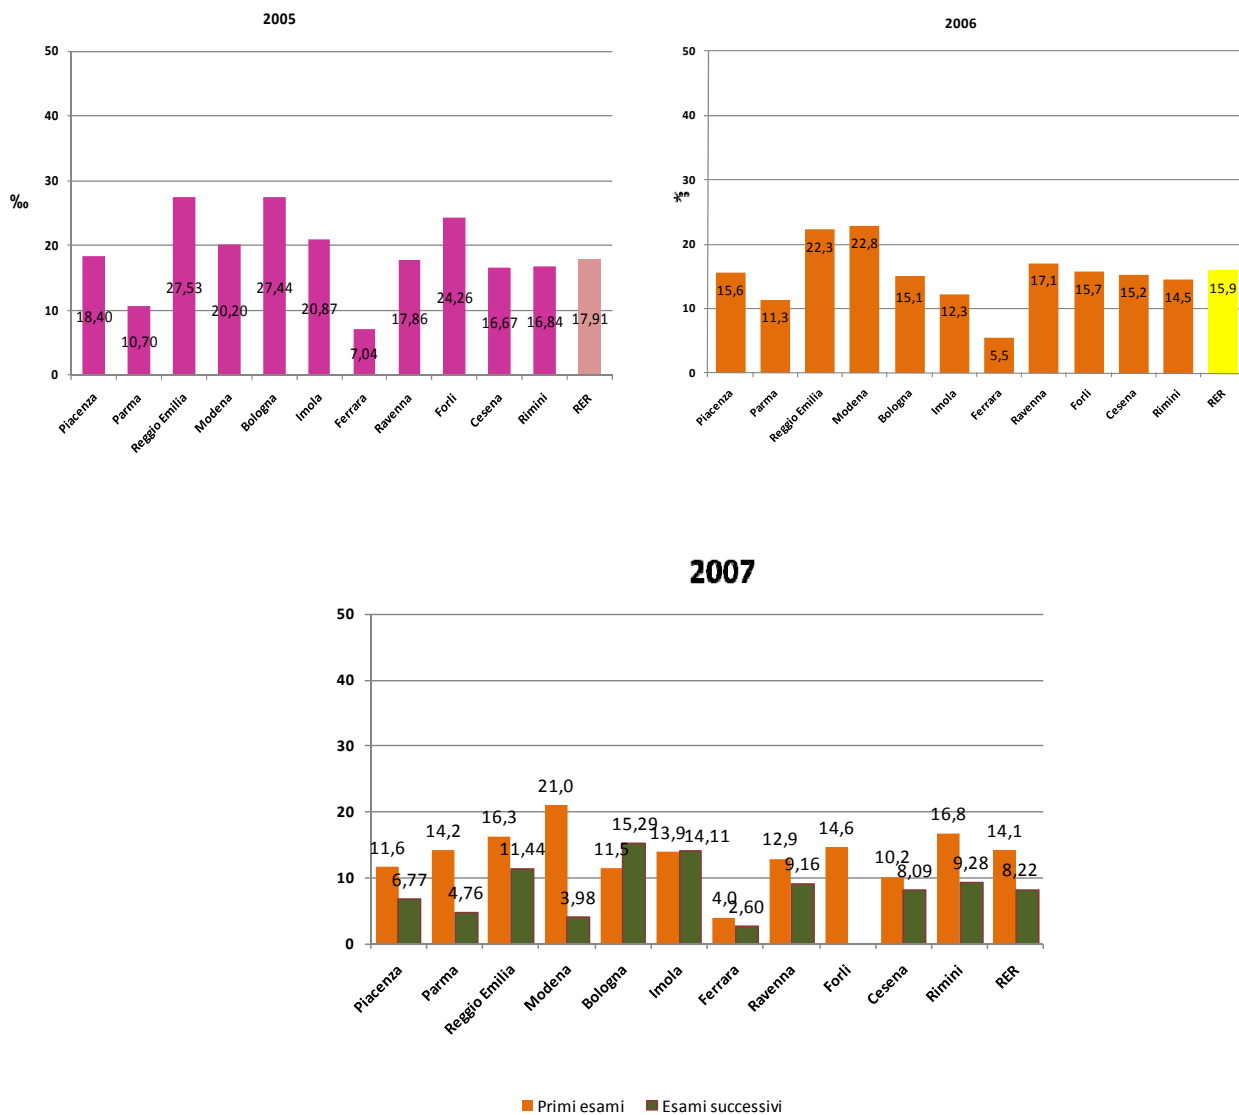 2005
50
40
30
‰
20
10
0
18,40
10,70
27,53
20,20
27,44
20,87
7,04
17,86
24,26
16,67
16,84
17,91
Piacenza
Parma
Reggio Emilia
Modena
Bologna
Imola
Ferrara
Ravenna
Forli
Cesena
Rimini
RER
2006
50
40
30
‰
20
10
0
15,6
11,3
22,3
22,8
15,1
12,3
5,5
17,1
15,7
15,2
14,5
15,9
Piacenza
Parma
Reggio Emilia
Modena
Bologna
Imola
Ferrara
Ravenna
Forli
Cesena
Rimini
RER
2007
50
40
30
20
10
0
11,6
6,77
14,2
4,76
16,3
11,44
21,0
3,98
11,5
15,29
13,9
14,11
4,0
2,60
12,9
9,16
14,6
10,2
8,09
16,8
9,28
14,1
8,22
Piacenza
Parma
Reggio Emilia
Modena
Bologna
Imola
Ferrara
Ravenna
Forli
Cesena
Rimini
RER
Primi esami
Esami successivi